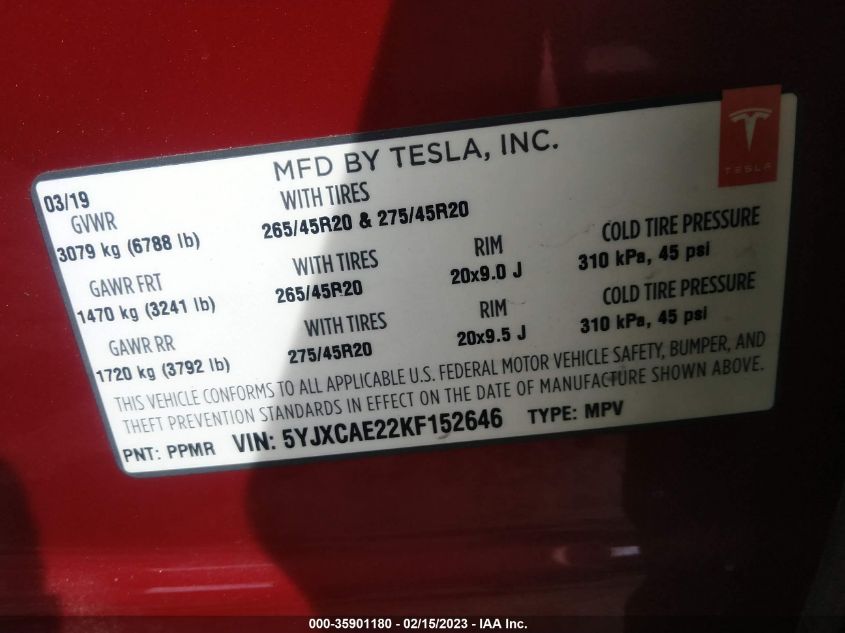 MFD BY TESLA, INC.
TESLA
03/19
GVWR WITH TIRES
3079 kg (6788 lb) 265/45R20 & 275/45R20
GAWR FRT WITH TIRES RIM COLD TIRE PRESSURE
1470 kg (3241 lb) 265/45R20 20x9.0 J 310 kPa, 45 psi
GAWR RR WITH TIRES RIM COLD TIRE PRESSURE
1720 kg (3792 lb) 275/45R20 20x9.5 J 310 kPa, 45 psi
THIS VEHICLE CONFORMS TO ALL APPLICABLE U.S. FEDERAL MOTOR VEHICLE SAFETY, BUMPER, AND
THEFT PREVENTION STANDARDS IN EFFECT ON THE DATE OF MANUFACTURE SHOWN ABOVE.
PNT: PPMR VIN: 5YJXCAE22KF152646 TYPE: MPV
000-35901180 - 02/15/2023 - IAA Inc.